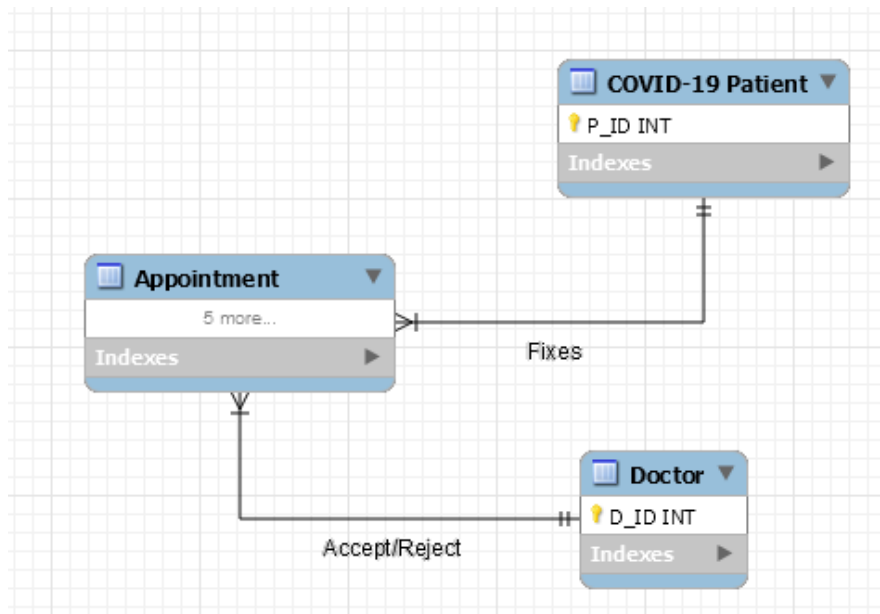 COVID-19 Patient
P_ID INT
Indexes
Appointment
5 more...
Indexes
Fixes
Doctor
D_ID INT
Indexes
Accept/Reject